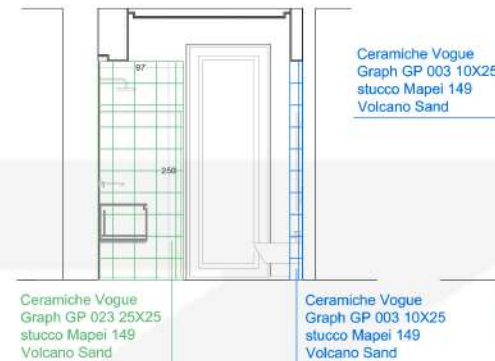 Ceramiche Vogue
Graph GP 003 10X25
stucco Mapei 149
Volcano Sand
97
250
Ceramiche Vogue
Graph GP 023 25X25
stucco Mapei 149
Volcano Sand
Ceramiche Vogue
Graph GP 003 10X25
stucco Mapei 149
Volcano Sand